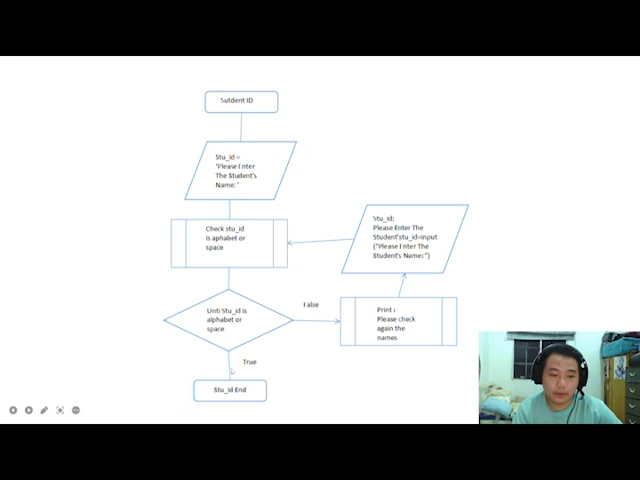 Sutdent ID
Stu_id =
'Please Enter
The Student's
Name: '
Check stu_id
is aphabet or
space
Stu_id:
Please Enter The
Student'stu_id=input
("Please Enter The
Student's Name: ")
Unti Stu_id is
alphabet or
space
False
Print :
Please check
again the
names
True
Stu_id End